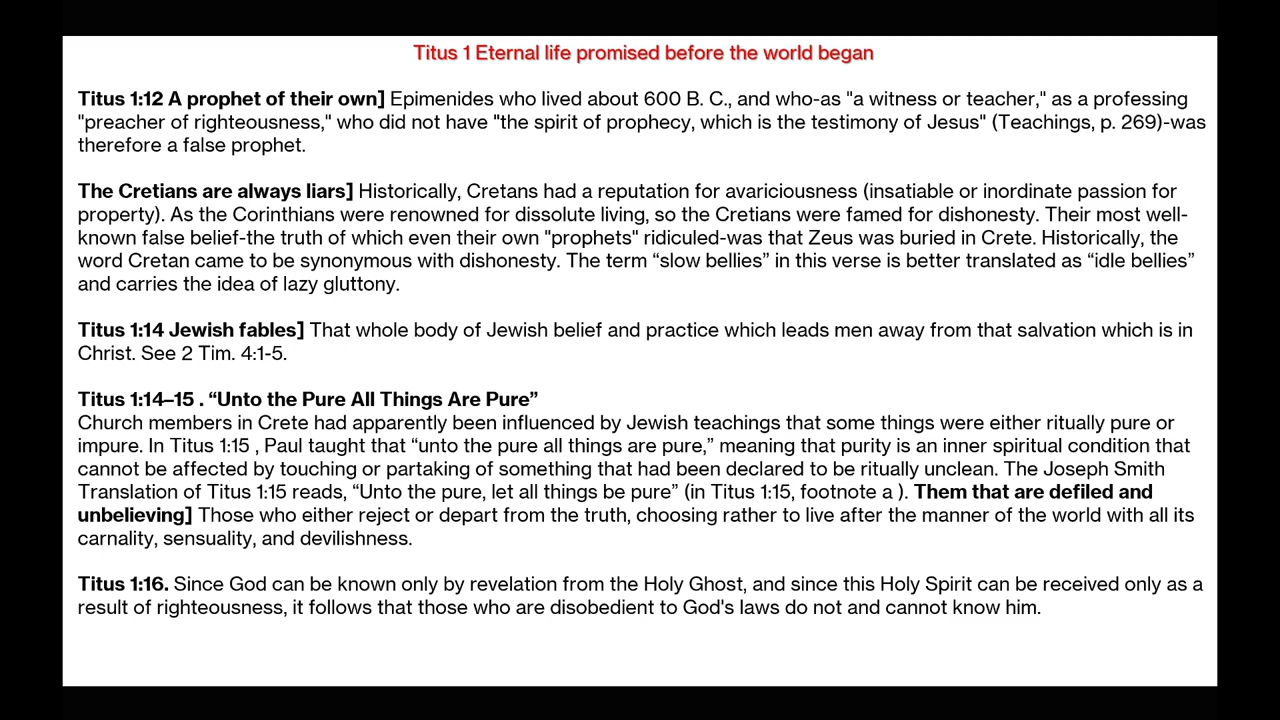 Titus 1 Eternal life promised before the world began
Titus 1:12 A prophet of their own] Epimenides who lived about 600 B. C., and who-as "a witness or teacher," as a professing
"preacher of righteousness," who did not have "the spirit of prophecy, which is the testimony of Jesus" (Teachings, p. 269)-was
therefore a false prophet.
The Cretians are always liars] Historically, Cretans had a reputation for avariciousness (insatiable or inordinate passion for
property). As the Corinthians were renowned for dissolute living, so the Cretians were famed for dishonesty. Their most well-
known false belief-the truth of which even their own "prophets" ridiculed-was that Zeus was buried in Crete. Historically, the
word Cretan came to be synonymous with dishonesty. The term “slow bellies” in this verse is better translated as “idle bellies”
and carries the idea of lazy gluttony.
Titus 1:14 Jewish fables] That whole body of Jewish belief and practice which leads men away from that salvation which is in
Christ. See 2 Tim. 4:1-5.
Titus 1:14–15 . “Unto the Pure All Things Are Pure”
Church members in Crete had apparently been influenced by Jewish teachings that some things were either ritually pure or
impure. In Titus 1:15 , Paul taught that “unto the pure all things are pure,” meaning that purity is an inner spiritual condition that
cannot be affected by touching or partaking of something that had been declared to be ritually unclean. The Joseph Smith
Translation of Titus 1:15 reads, “Unto the pure, let all things be pure” (in Titus 1:15, footnote a ). Them that are defiled and
unbelieving] Those who either reject or depart from the truth, choosing rather to live after the manner of the world with all its
carnality, sensuality, and devilishness.
Titus 1:16. Since God can be known only by revelation from the Holy Ghost, and since this Holy Spirit can be received only as a
result of righteousness, it follows that those who are disobedient to God's laws do not and cannot know him.